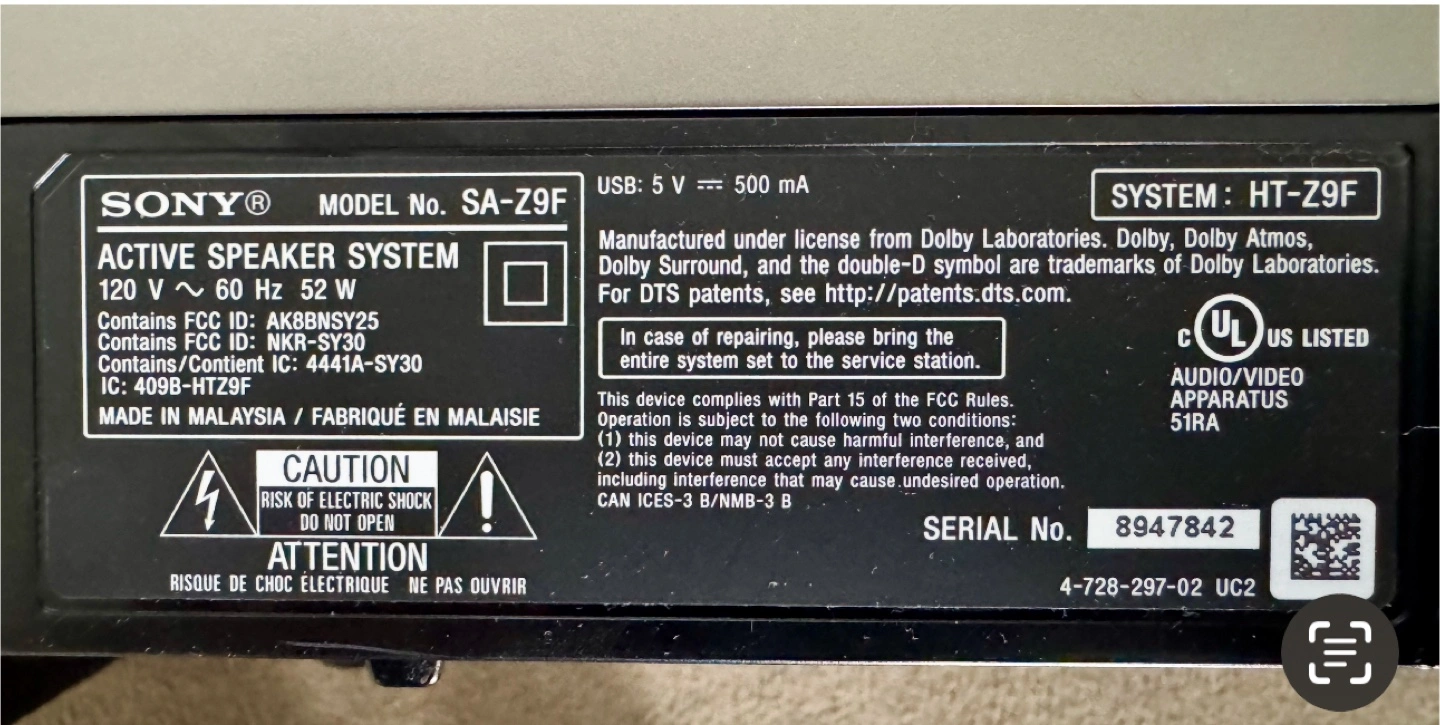 SONY® MODEL No. SA-Z9F
ACTIVE SPEAKER SYSTEM
120 V ~ 60 Hz 52 W
Contains FCC ID: AK8BNSY25
Contains FCC ID: NKR-SY30
Contains/Contient IC: 4441A-SY30
IC: 409B-HTZ9F
MADE IN MALAYSIA / FABRIQUÉ EN MALAISIE
CAUTION
RISK OF ELECTRIC SHOCK
DO NOT OPEN
ATTENTION
RISQUE DE CHOC ÉLECTRIQUE NE PAS OUVRIR
USB: 5 V ⎓ 500 mA
SYSTEM: HT-Z9F
Manufactured under license from Dolby Laboratories. Dolby, Dolby Atmos,
Dolby Surround, and the double-D symbol are trademarks of Dolby Laboratories.
For DTS patents, see http://patents.dts.com.
In case of repairing, please bring the
entire system set to the service station.
C UL US LISTED
AUDIO/VIDEO
APPARATUS
51RA
This device complies with Part 15 of the FCC Rules.
Operation is subject to the following two conditions:
(1) this device may not cause harmful interference, and
(2) this device must accept any interference received,
including interference that may cause undesired operation.
CAN ICES-3 B/NMB-3 B
SERIAL No. 8947842
4-728-297-02 UC2